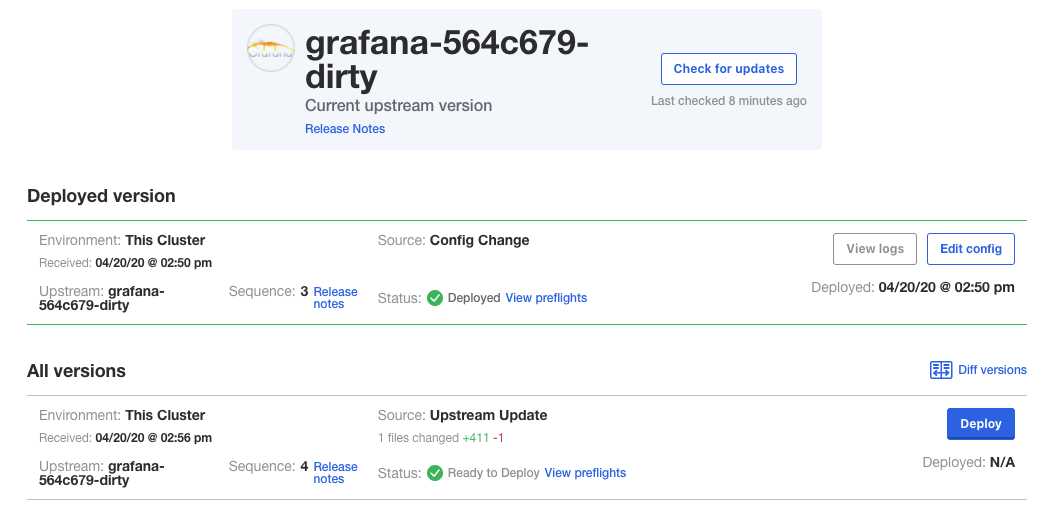 Grafana
grafana-564c679-
dirty
Current upstream version
Release Notes
Check for updates
Last checked 8 minutes ago
Deployed version
Environment: This Cluster
Received: 04/20/20 @ 02:50 pm
Upstream: grafana-
564c679-dirty
Sequence: 3 Release
notes
Source: Config Change
Status: Deployed View preflights
View logs
Edit config
Deployed: 04/20/20 @ 02:50 pm
All versions
Diff versions
Environment: This Cluster
Received: 04/20/20 @ 02:56 pm
Upstream: grafana-
564c679-dirty
Sequence: 4 Release
notes
Source: Upstream Update
1 files changed +411 -1
Status: Ready to Deploy View preflights
Deploy
Deployed: N/A